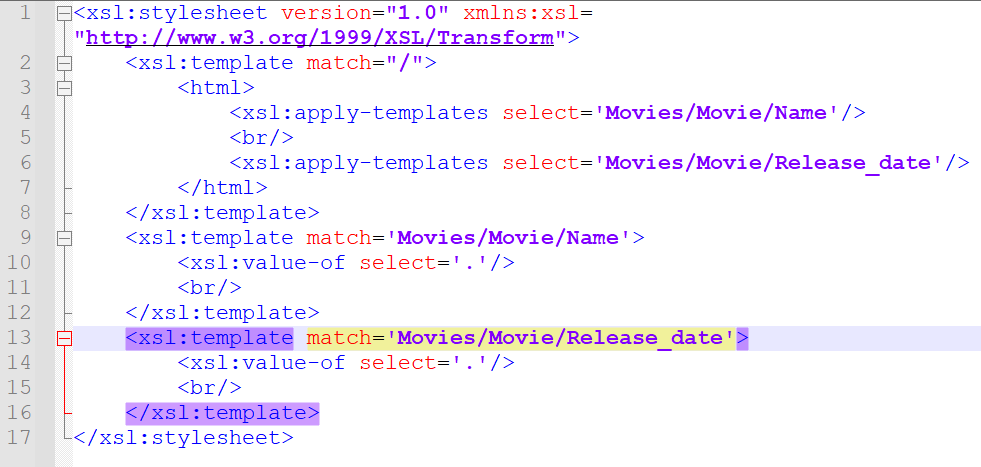 1 <xsl:stylesheet version="1.0" xmlns:xsl=
"http://www.w3.org/1999/XSL/Transform">
2 <xsl:template match="/">
3 <html>
4 <xsl:apply-templates select='Movies/Movie/Name'/>
5 <br/>
6 <xsl:apply-templates select='Movies/Movie/Release_date'/>
7 </html>
8 </xsl:template>
9 <xsl:template match='Movies/Movie/Name'>
10 <xsl:value-of select='.'/>
11 <br/>
12 </xsl:template>
13 <xsl:template match='Movies/Movie/Release_date'>
14 <xsl:value-of select='.'/>
15 <br/>
16 </xsl:template>
17 </xsl:stylesheet>